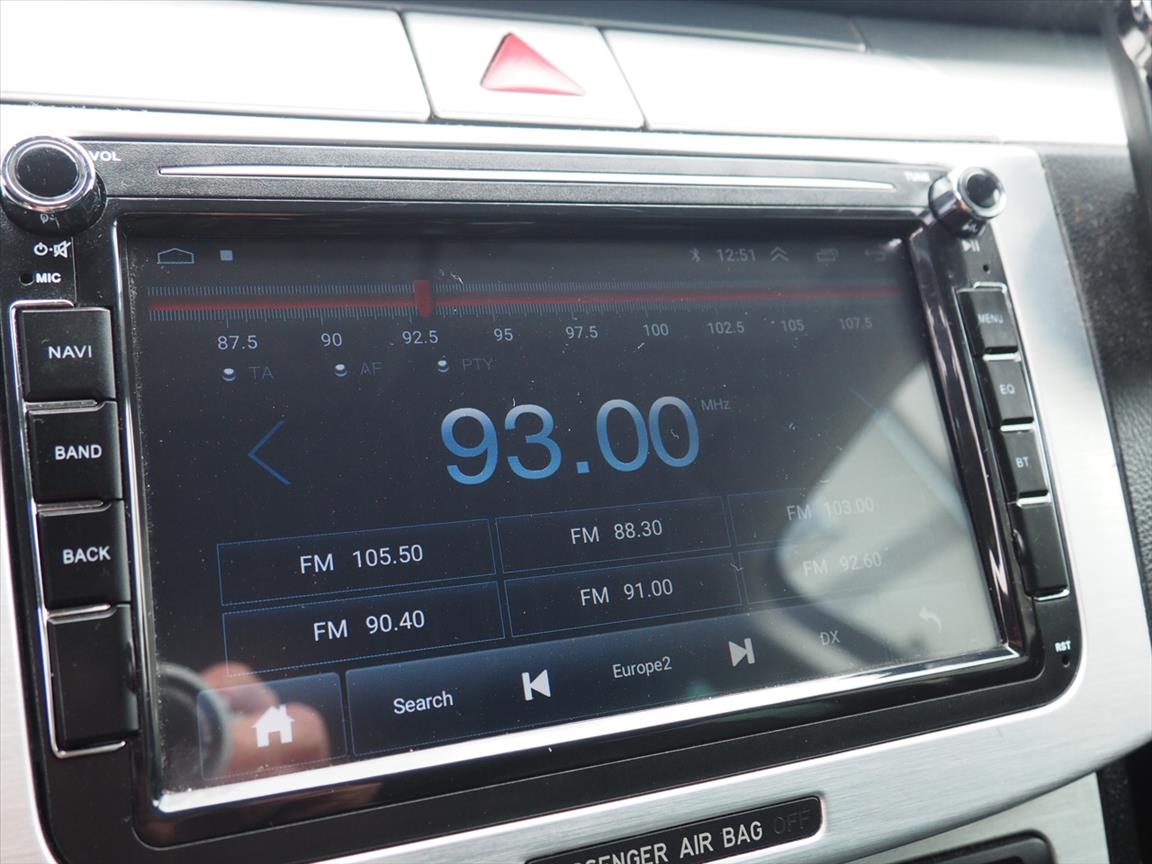 VOL
TUNE
MIC
12:51
NAVI
BAND
BACK
MENU
EQ
BT
RST
87.5 90 92.5 95 97.5 100 102.5 105 107.5
TA AF PTY
93.00 MHz
FM 105.50 FM 88.30 FM 103.00
FM 90.40 FM 91.00 FM 92.60
Search Europe2 DX
AIR BAG OFF